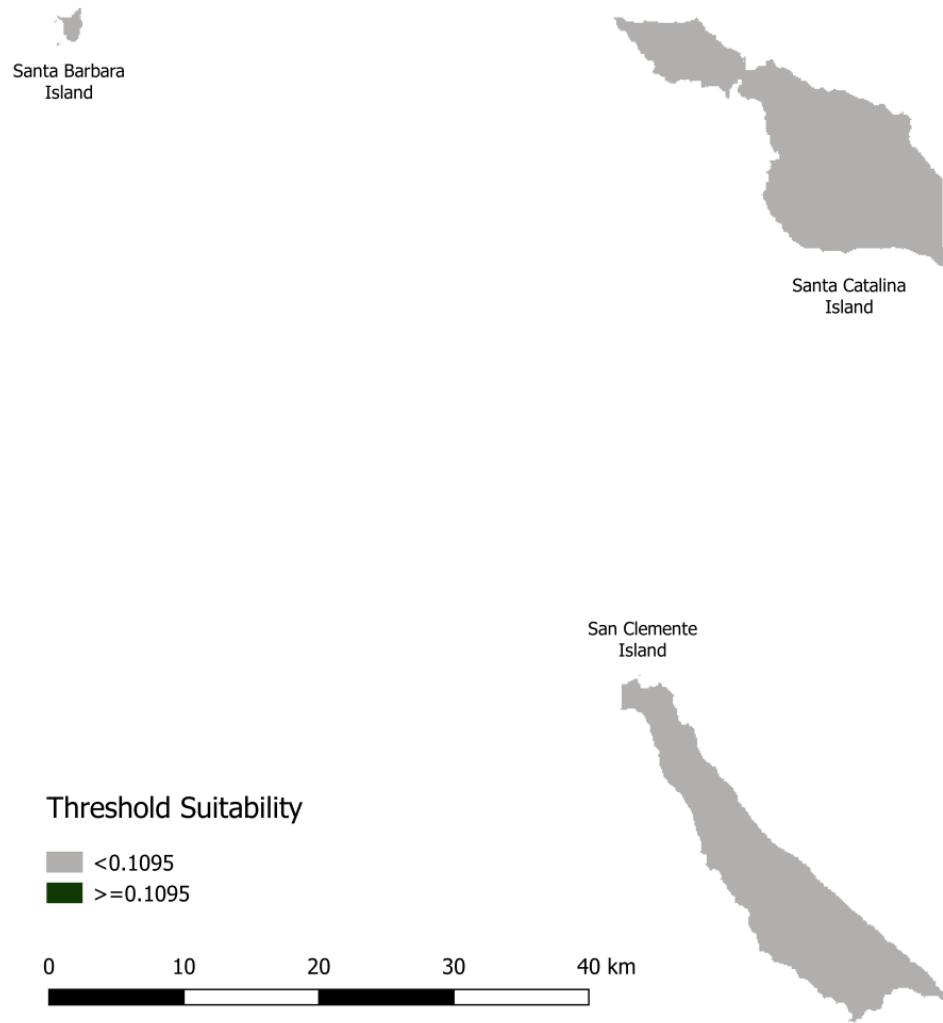 Santa Barbara
Island
Santa Catalina
Island
San Clemente
Island
Threshold Suitability
<0.1095
>=0.1095
0 10 20 30 40 km